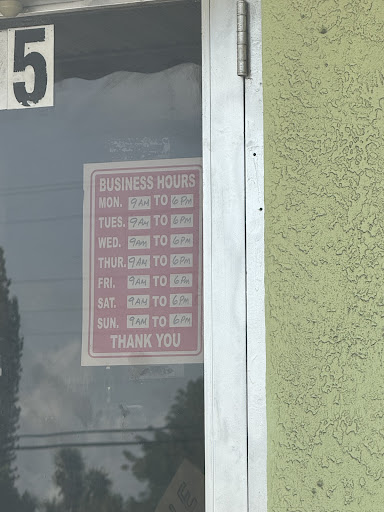 5
BUSINESS HOURS
MON. 9AM TO 6PM
TUES. 9AM TO 6PM
WED. 9AM TO 6PM
THUR. 9AM TO 6PM
FRI. 9AM TO 6PM
SAT. 9AM TO 6PM
SUN. 9AM TO 6PM
THANK YOU